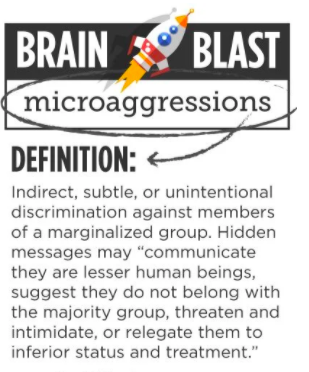 BRAIN BLAST
microaggressions
DEFINITION:
Indirect, subtle, or unintentional
discrimination against members
of a marginalized group. Hidden
messages may “communicate
they are lesser human beings,
suggest they do not belong with
the majority group, threaten and
intimidate, or relegate them to
inferior status and treatment.”